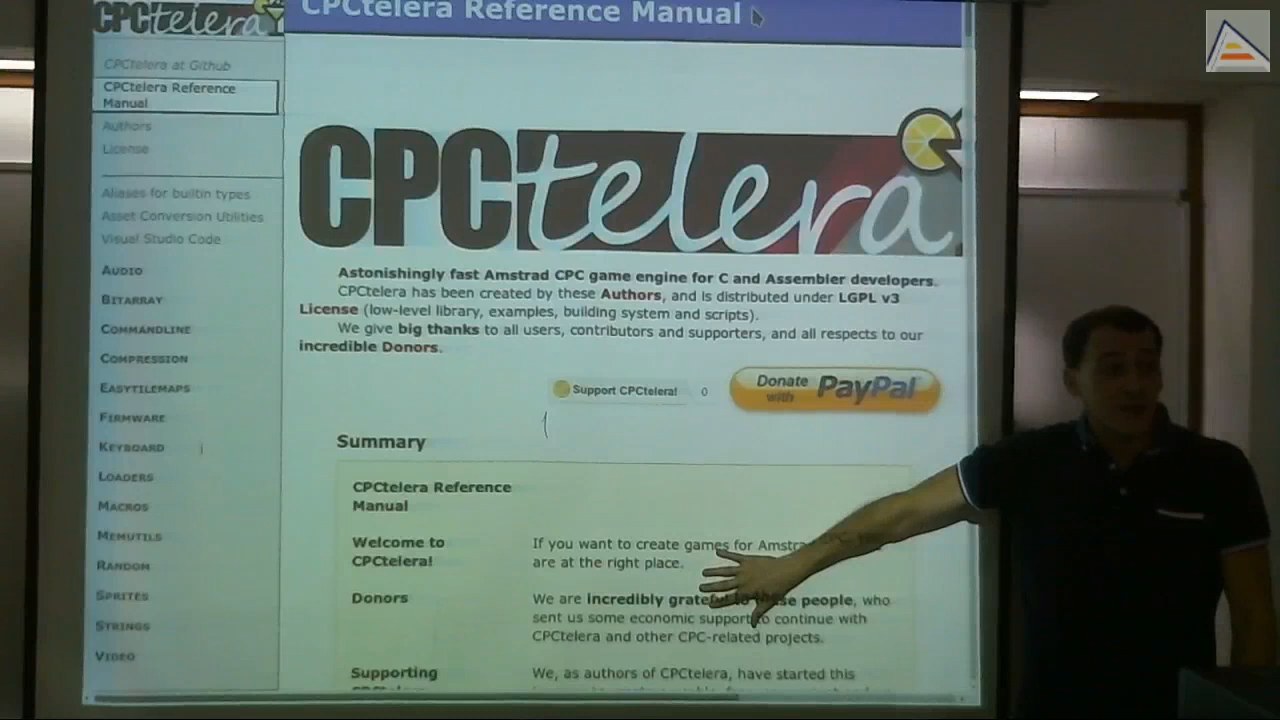 CPCtelera
CPCtelera Reference Manual
CPCtelera at Github
CPCtelera Reference
Manual
Authors
License
Aliases for builtin types
Asset Conversion Utilities
Visual Studio Code
AUDIO
BITARRAY
COMMANDLINE
COMPRESSION
EASYTILEMAPS
FIRMWARE
KEYBOARD
LOADERS
MACROS
MEMUTILS
RANDOM
SPRITES
STRINGS
VIDEO
CPCtelera
Astonishingly fast Amstrad CPC game engine for C and Assembler developers.
CPCtelera has been created by these Authors, and is distributed under LGPL v3
License (low-level library, examples, building system and scripts).
We give big thanks to all users, contributors and supporters, and all respects to our
incredible Donors.
Support CPCtelera! 0
Donate with PayPal
Summary
CPCtelera Reference
Manual
Welcome to
CPCtelera!
If you want to create games for
are at the right place.
Donors
We are incredibly grateful to these people, who
sent us some economic support to continue with
CPCtelera and other CPC-related projects.
Supporting
We, as authors of CPCtelera, have started this